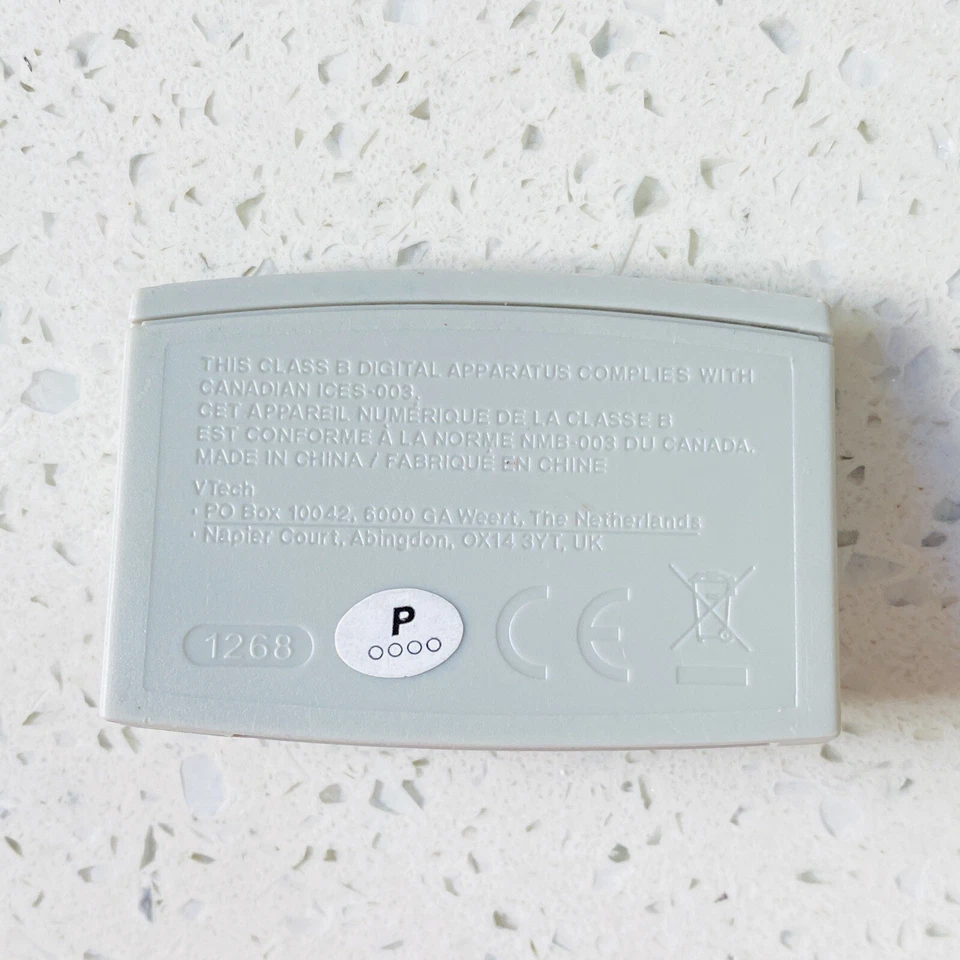 THIS CLASS B DIGITAL APPARATUS COMPLIES WITH
CANADIAN ICES-003.
CET APPAREIL NUMÉRIQUE DE LA CLASSE B
EST CONFORME À LA NORME NMB-003 DU CANADA.
MADE IN CHINA / FABRIQUÉ EN CHINE
VTech
• PO Box 10042, 6000 GA Weert, The Netherlands
• Napier Court, Abingdon, OX14 3YT, UK
1268
P
CE